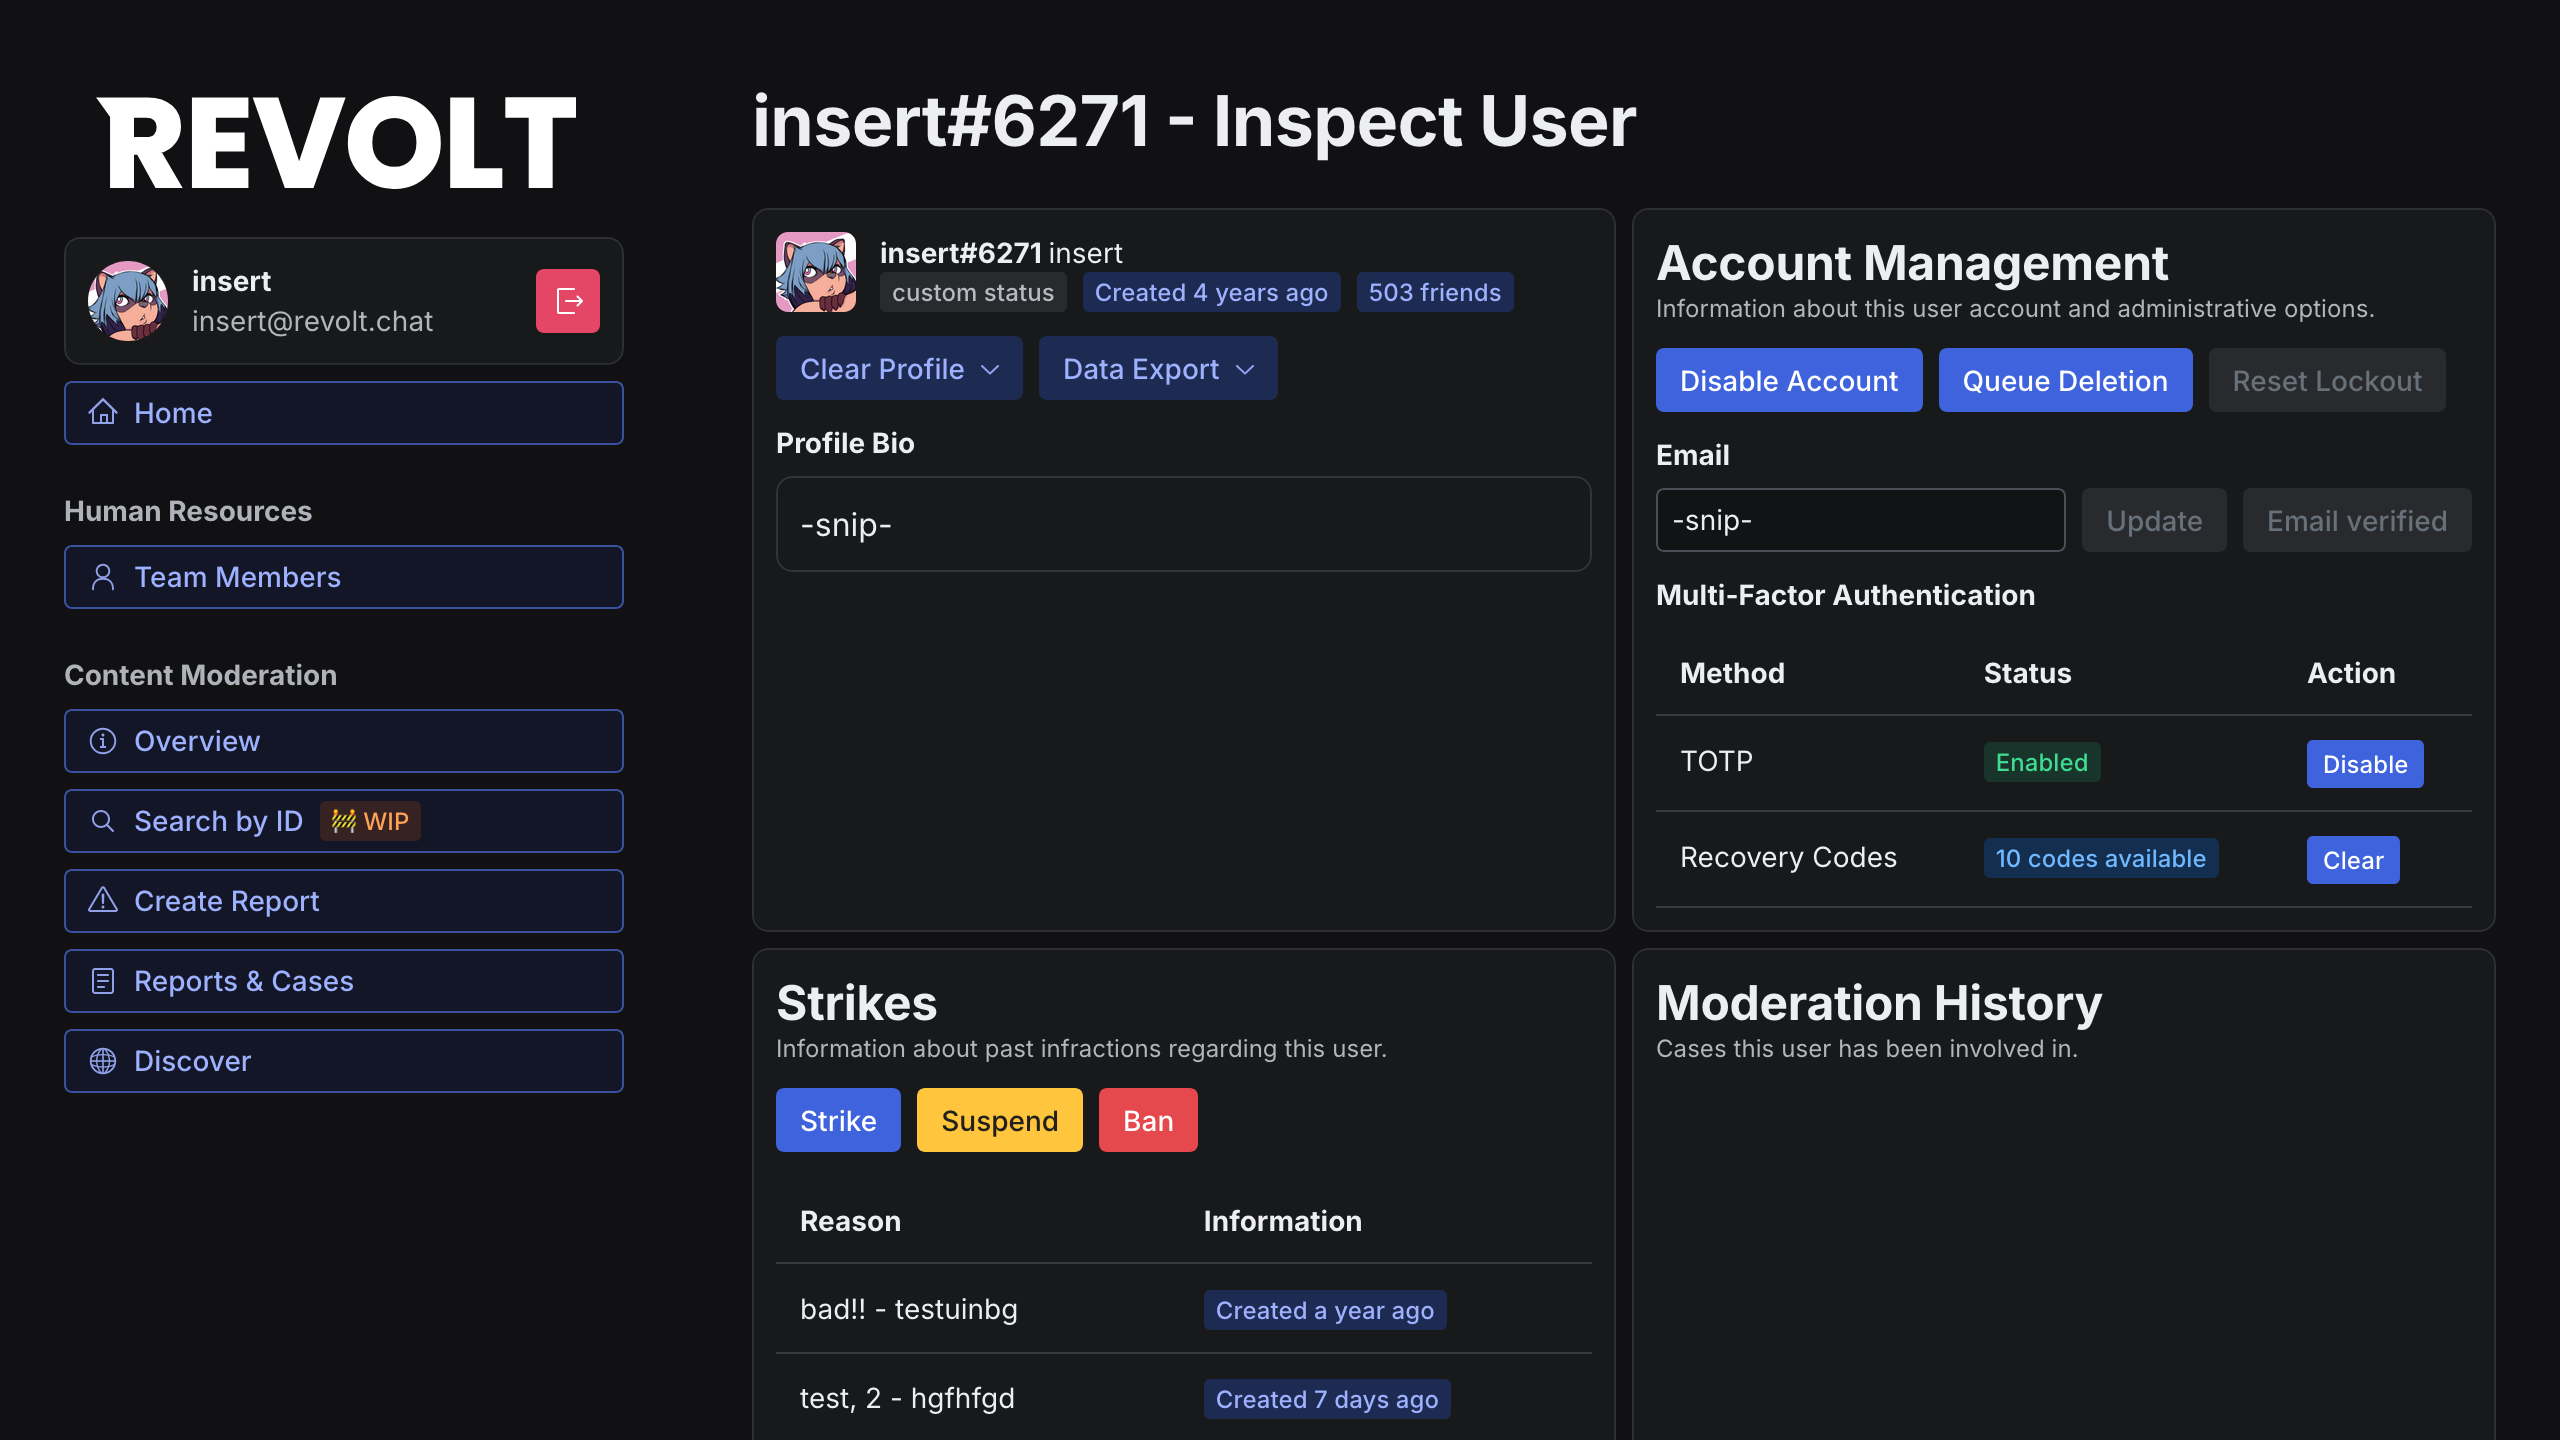 REVOLT
insert
insert@revolt.chat
Home
Human Resources
Team Members
Content Moderation
Overview
Search by ID 🚧 WIP
Create Report
Reports & Cases
Discover
insert#6271 - Inspect User
insert#6271 insert
custom status Created 4 years ago 503 friends
Clear Profile Data Export
Profile Bio
-snip-
Account Management
Information about this user account and administrative options.
Disable Account Queue Deletion Reset Lockout
Email
-snip- Update Email verified
Multi-Factor Authentication
Method Status Action
TOTP Enabled Disable
Recovery Codes 10 codes available Clear
Strikes
Information about past infractions regarding this user.
Strike Suspend Ban
Reason Information
bad!! - testuinbg Created a year ago
test, 2 - hgfhfgd Created 7 days ago
Moderation History
Cases this user has been involved in.